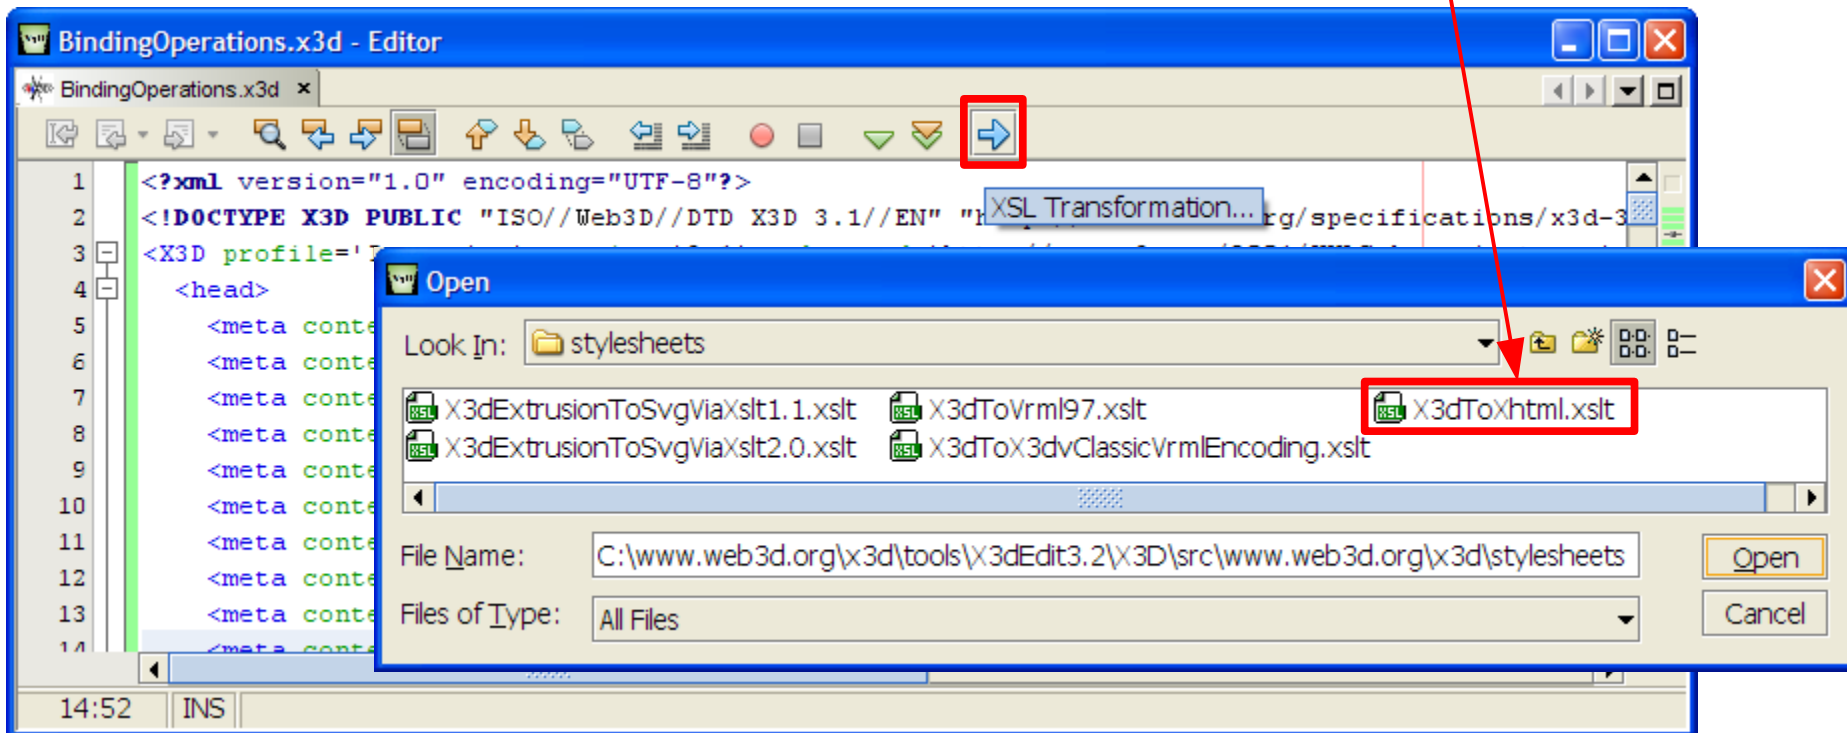 BindingOperations.x3d - Editor
BindingOperations.x3d ×
XSL Transformation...
1 <?xml version="1.0" encoding="UTF-8"?>
2 <!DOCTYPE X3D PUBLIC "ISO//Web3D//DTD X3D 3.1//EN" "h rg/specifications/x3d-3
3 <X3D profile='I
4 <head>
5 <meta conte
6 <meta conte
7 <meta conte
8 <meta conte
9 <meta conte
10 <meta conte
11 <meta conte
12 <meta conte
13 <meta conte
14 <meta conte
14:52 INS
Open
Look In: stylesheets
X3dExtrusionToSvgViaXslt1.1.xslt X3dToVrml97.xslt X3dToXhtml.xslt
X3dExtrusionToSvgViaXslt2.0.xslt X3dToX3dvClassicVrmlEncoding.xslt
File Name: C:\www.web3d.org\x3d\tools\X3dEdit3.2\X3D\src\www.web3d.org\x3d\stylesheets Open
Files of Type: All Files Cancel